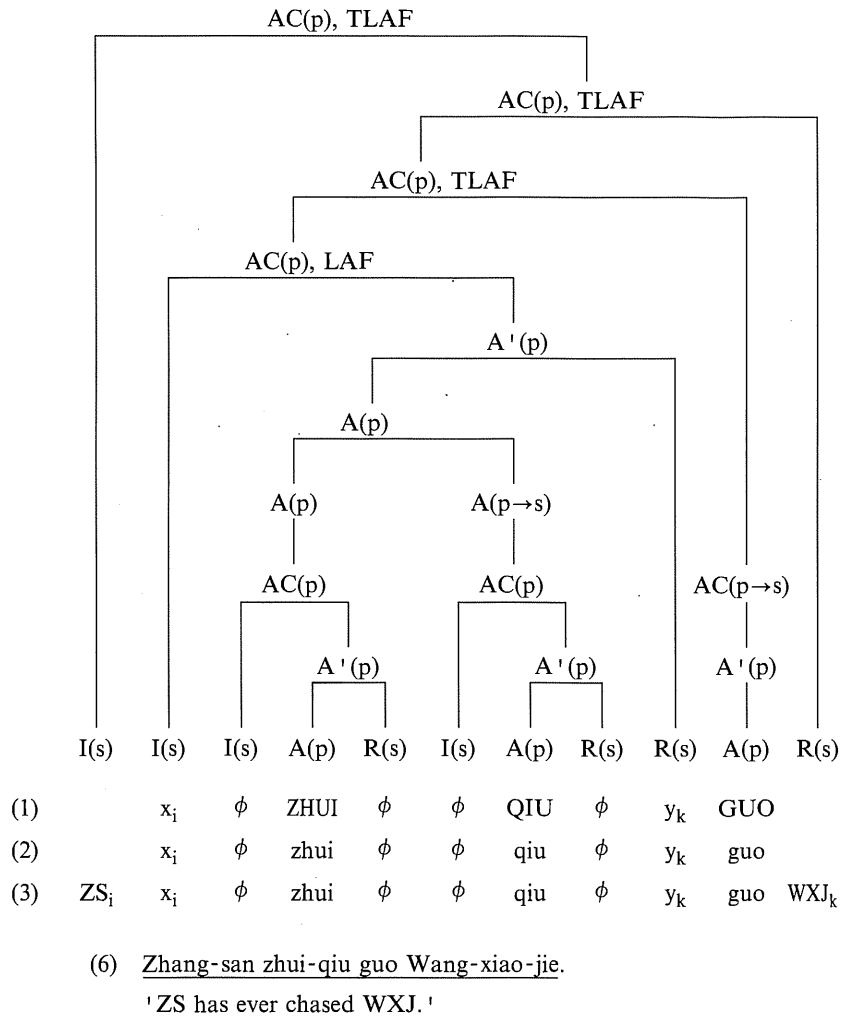 AC(p), TLAF
AC(p), TLAF
AC(p), TLAF
AC(p), LAF
A'(p)
A(p)
A(p) A(p→s)
AC(p) AC(p) AC(p→s)
A'(p) A'(p) A'(p)
I(s) I(s) I(s) A(p) R(s) I(s) A(p) R(s) R(s) A(p) R(s)
(1) xᵢ ϕ ZHUI ϕ ϕ QIU ϕ yₖ GUO
(2) xᵢ ϕ zhui ϕ ϕ qiu ϕ yₖ guo
(3) ZSᵢ xᵢ ϕ zhui ϕ ϕ qiu ϕ yₖ guo WXJₖ
(6) Zhang-san zhui-qiu guo Wang-xiao-jie.
'ZS has ever chased WXJ.'